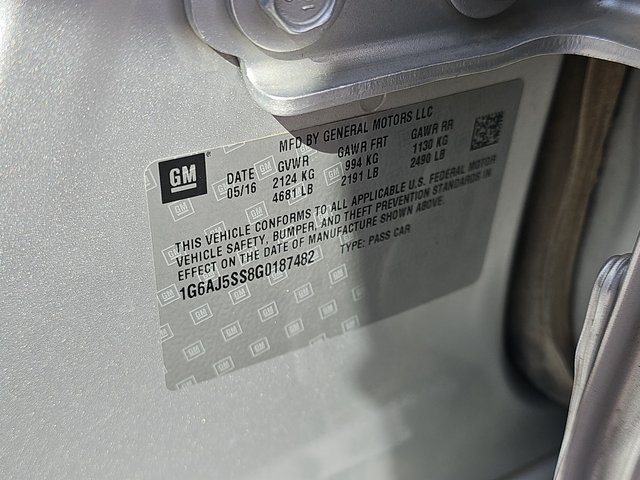 MFD BY GENERAL MOTORS LLC
GM
DATE GVWR GAWR FRT GAWR RR
05/16 2124 KG 994 KG 1130 KG
4681 LB 2191 LB 2490 LB
THIS VEHICLE CONFORMS TO ALL APPLICABLE U.S. FEDERAL MOTOR
VEHICLE SAFETY, BUMPER, AND THEFT PREVENTION STANDARDS IN
EFFECT ON THE DATE OF MANUFACTURE SHOWN ABOVE.
1G6AJ5SS8G0187482 TYPE: PASS CAR